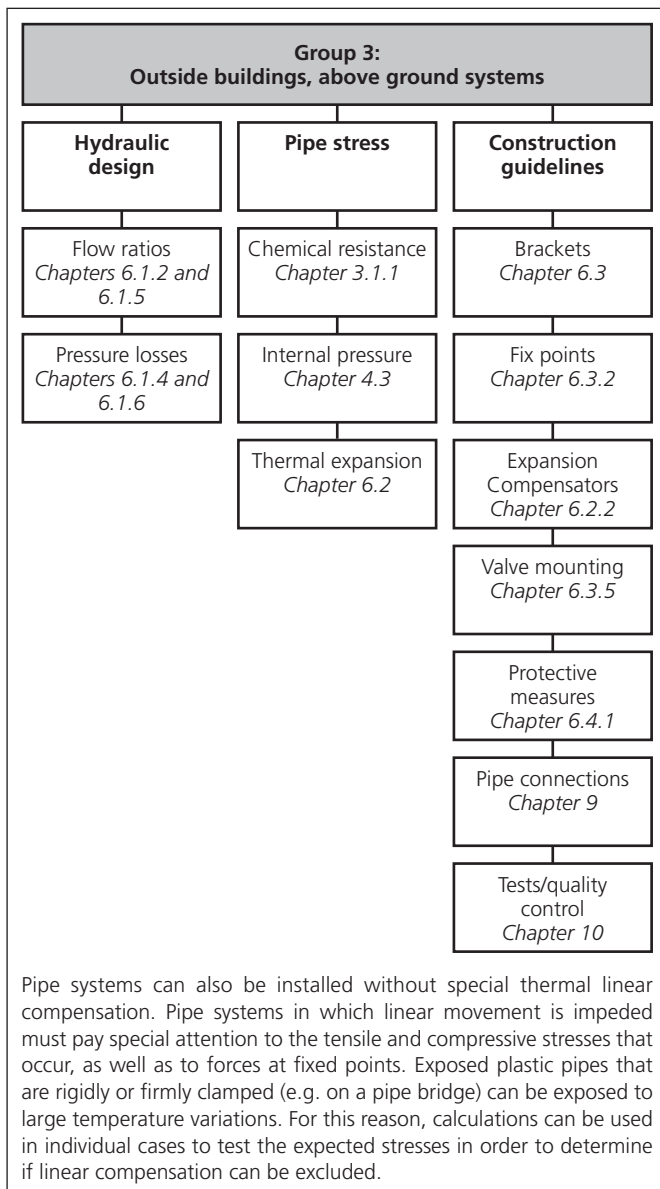 Group 3:
Outside buildings, above ground systems
Hydraulic
design
Flow ratios
Chapters 6.1.2 and
6.1.5
Pressure losses
Chapters 6.1.4 and
6.1.6
Pipe stress
Chemical resistance
Chapter 3.1.1
Internal pressure
Chapter 4.3
Thermal expansion
Chapter 6.2
Construction
guidelines
Brackets
Chapter 6.3
Fix points
Chapter 6.3.2
Expansion
Compensators
Chapter 6.2.2
Valve mounting
Chapter 6.3.5
Protective
measures
Chapter 6.4.1
Pipe connections
Chapter 9
Tests/quality
control
Chapter 10
Pipe systems can also be installed without special thermal linear
compensation. Pipe systems in which linear movement is impeded
must pay special attention to the tensile and compressive stresses that
occur, as well as to forces at fixed points. Exposed plastic pipes that
are rigidly or firmly clamped (e.g. on a pipe bridge) can be exposed to
large temperature variations. For this reason, calculations can be used
in individual cases to test the expected stresses in order to determine
if linear compensation can be excluded.